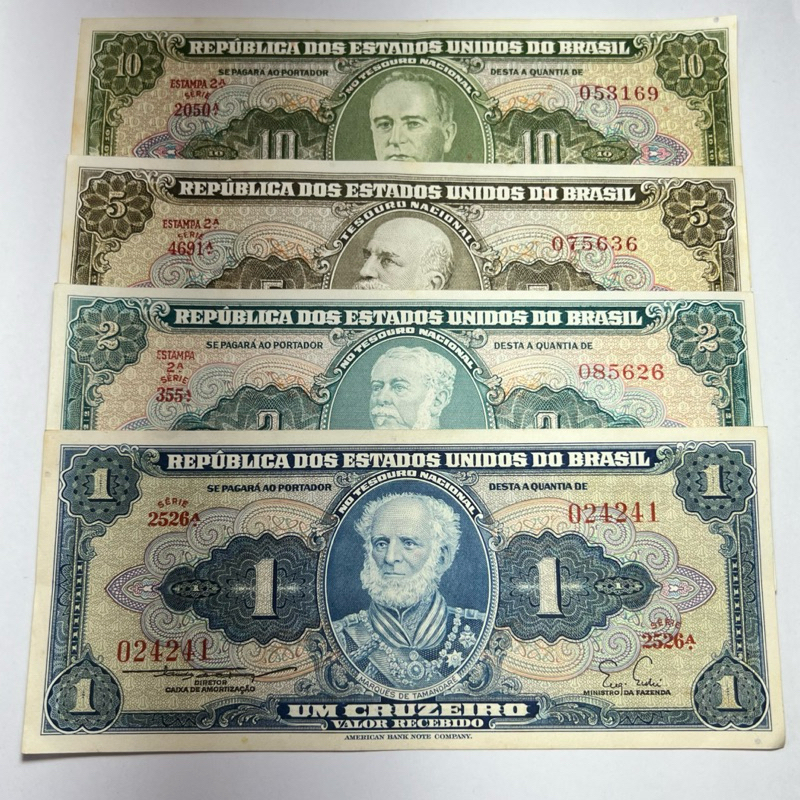 REPÚBLICA DOS ESTADOS UNIDOS DO BRASIL
10 10
SE PAGARÁ AO PORTADOR NO TESOURO NACIONAL DESTA A QUANTIA DE
ESTAMPA 2A
SÉRIE
2050A
053169
10 10
REPÚBLICA DOS ESTADOS UNIDOS DO BRASIL
5 5
TESOURO NACIONAL
ESTAMPA 2A
SÉRIE
4691A
075636
REPÚBLICA DOS ESTADOS UNIDOS DO BRASIL
2 2
SE PAGARÁ AO PORTADOR NO TESOURO NACIONAL DESTA A QUANTIA DE
ESTAMPA
2A
SÉRIE
355A
085626
REPÚBLICA DOS ESTADOS UNIDOS DO BRASIL
1 1
SE PAGARÁ AO PORTADOR NO TESOURO NACIONAL DESTA A QUANTIA DE
SÉRIE
2526A
024241
1 1
024241
SÉRIE
2526A
DIRETOR
CAIXA DE AMORTIZAÇÃO
MARQUÊS DE TAMANDARÉ
MINISTRO DA FAZENDA
1 1
UM CRUZEIRO
VALOR RECEBIDO
AMERICAN BANK NOTE COMPANY.